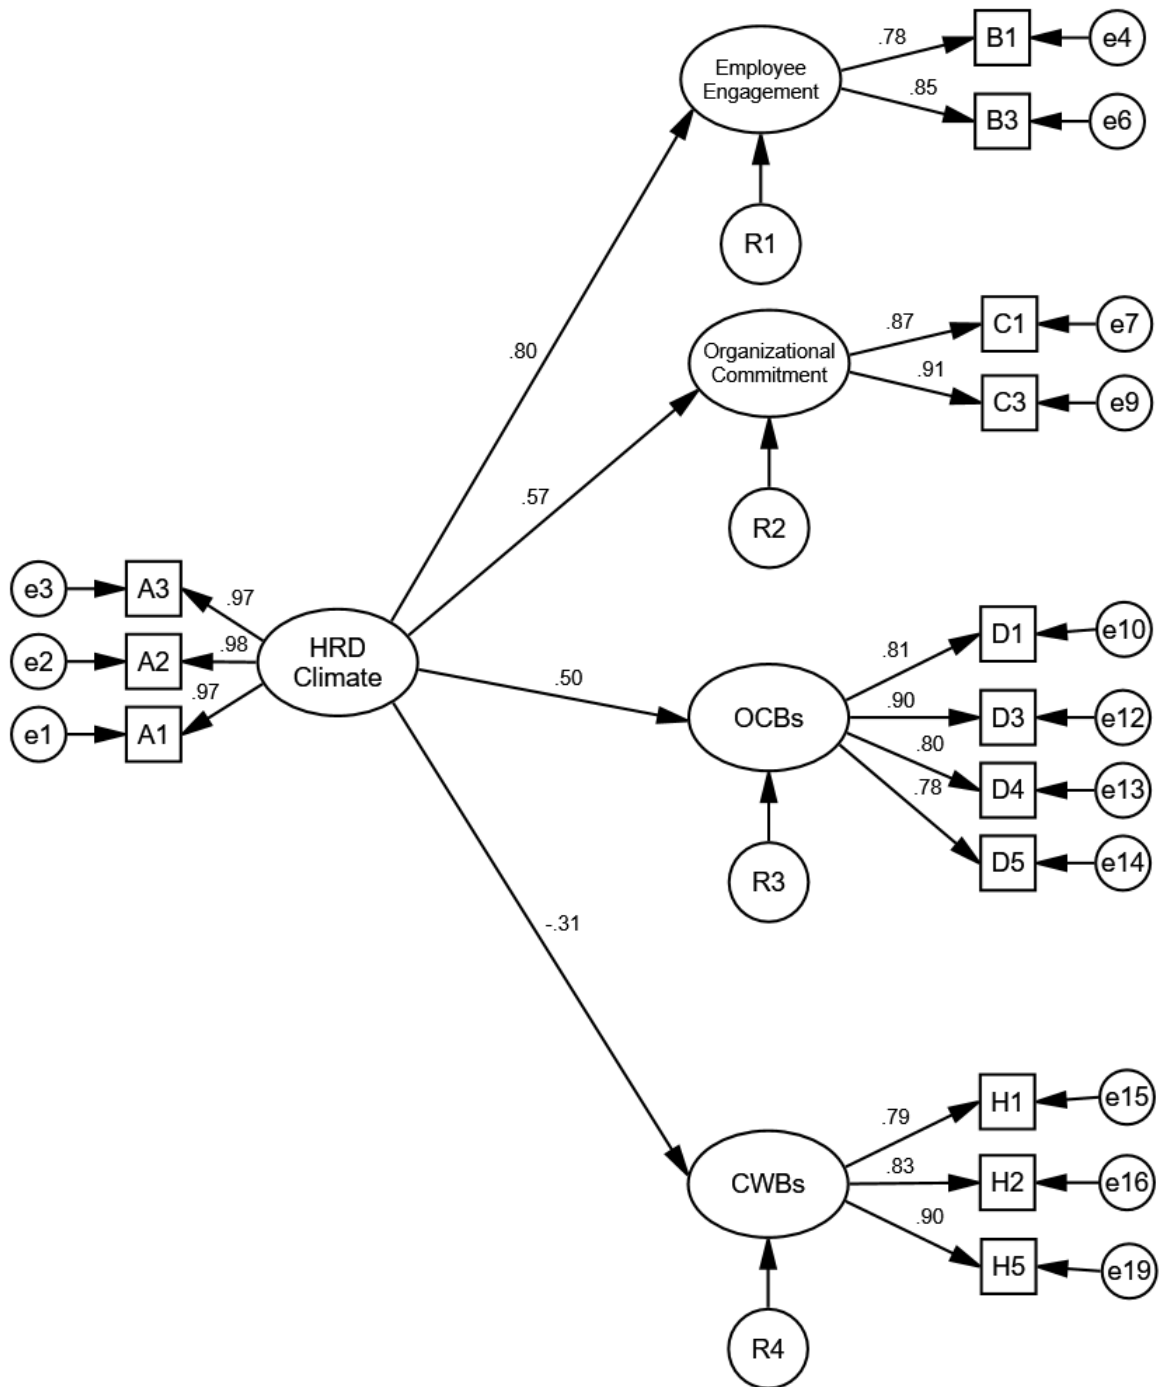 .78
B1
e4
Employee
Engagement
.85
B3
e6
R1
.80
.87
C1
e7
Organizational
Commitment
.91
C3
e9
.57
R2
e3
A3
.97
e2
A2
.98
HRD
Climate
.97
e1
A1
.50
.81
D1
e10
OCBs
.90
D3
e12
.80
D4
e13
.78
D5
e14
R3
-.31
.79
H1
e15
CWBs
.83
H2
e16
.90
H5
e19
R4